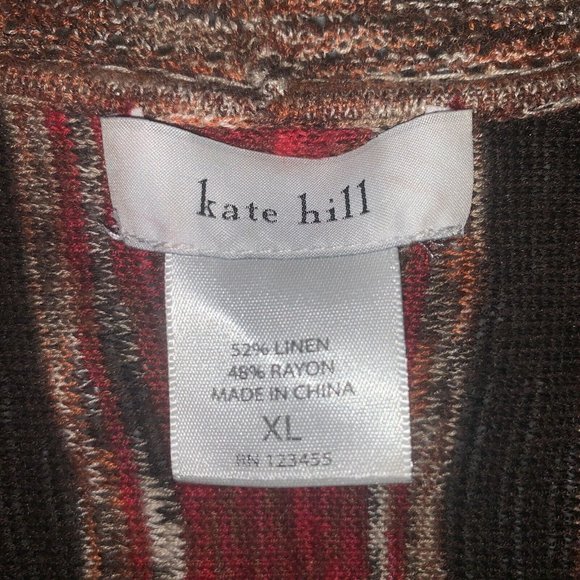 kate hill
52% LINEN
48% RAYON
MADE IN CHINA
XL
RN 123455